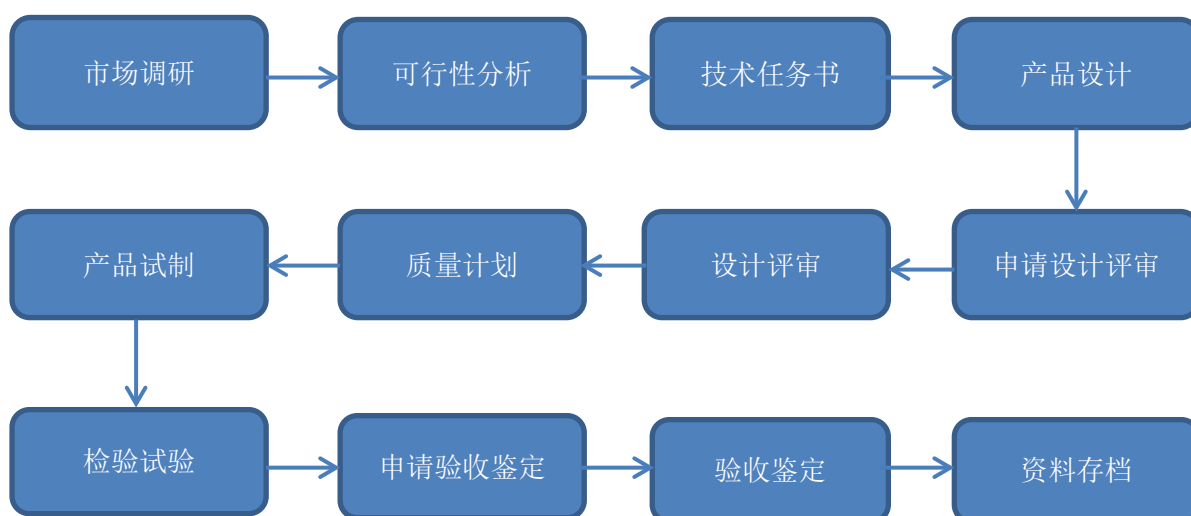 市场调研
可行性分析
技术任务书
产品设计
产品试制
质量计划
设计评审
申请设计评审
检验试验
申请验收鉴定
验收鉴定
资料存档